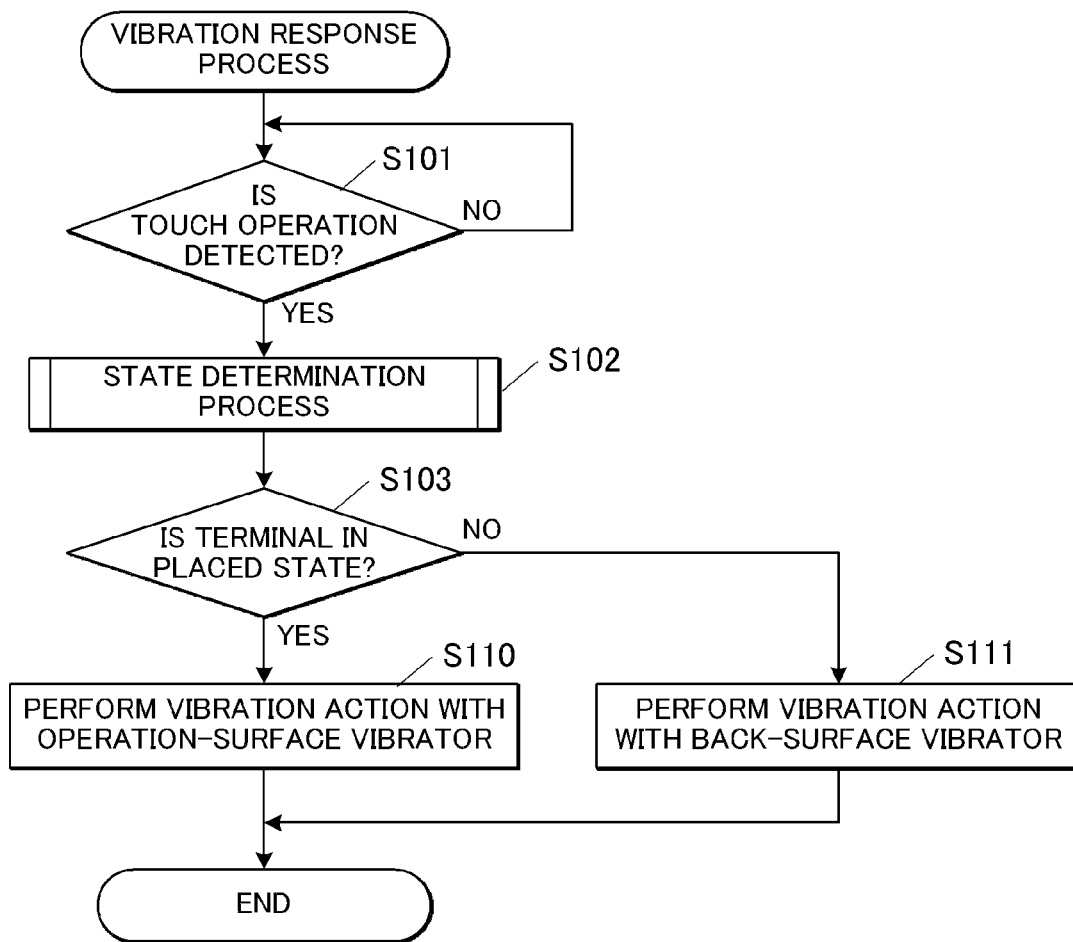 VIBRATION RESPONSE
PROCESS
S101
IS
TOUCH OPERATION
DETECTED?
NO
YES
STATE DETERMINATION
PROCESS
S102
S103
IS TERMINAL IN
PLACED STATE?
NO
YES
S110
PERFORM VIBRATION ACTION WITH
OPERATION-SURFACE VIBRATOR
S111
PERFORM VIBRATION ACTION
WITH BACK-SURFACE VIBRATOR
END